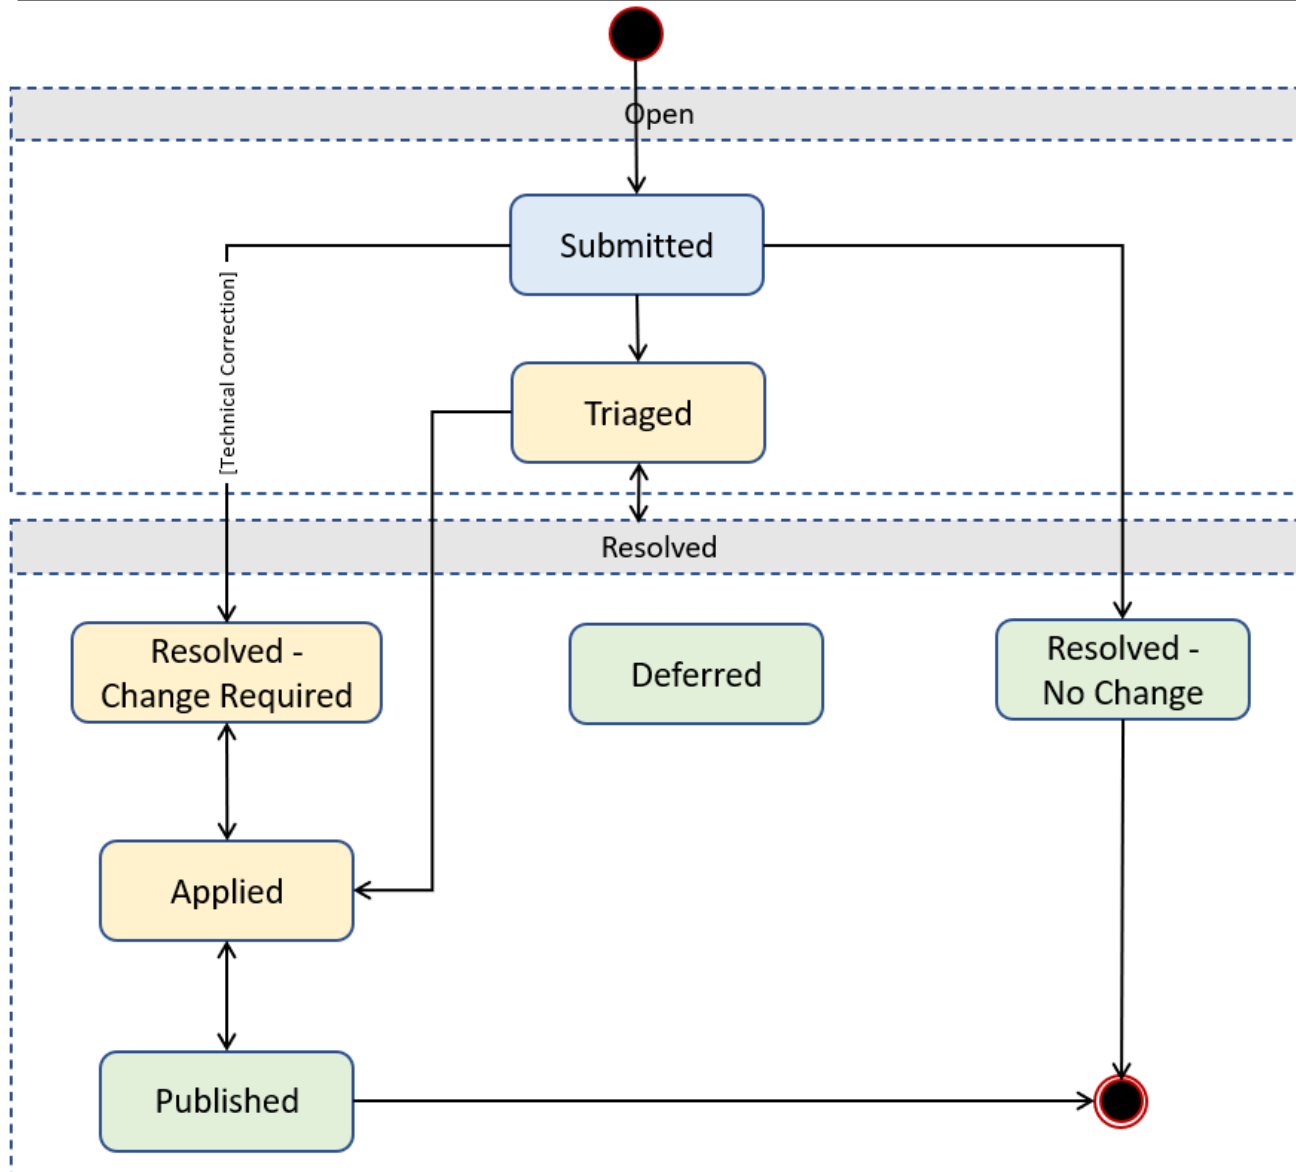 Open
Submitted
[Technical Correction]
Triaged
Resolved
Resolved -
Change Required
Deferred
Resolved -
No Change
Applied
Published